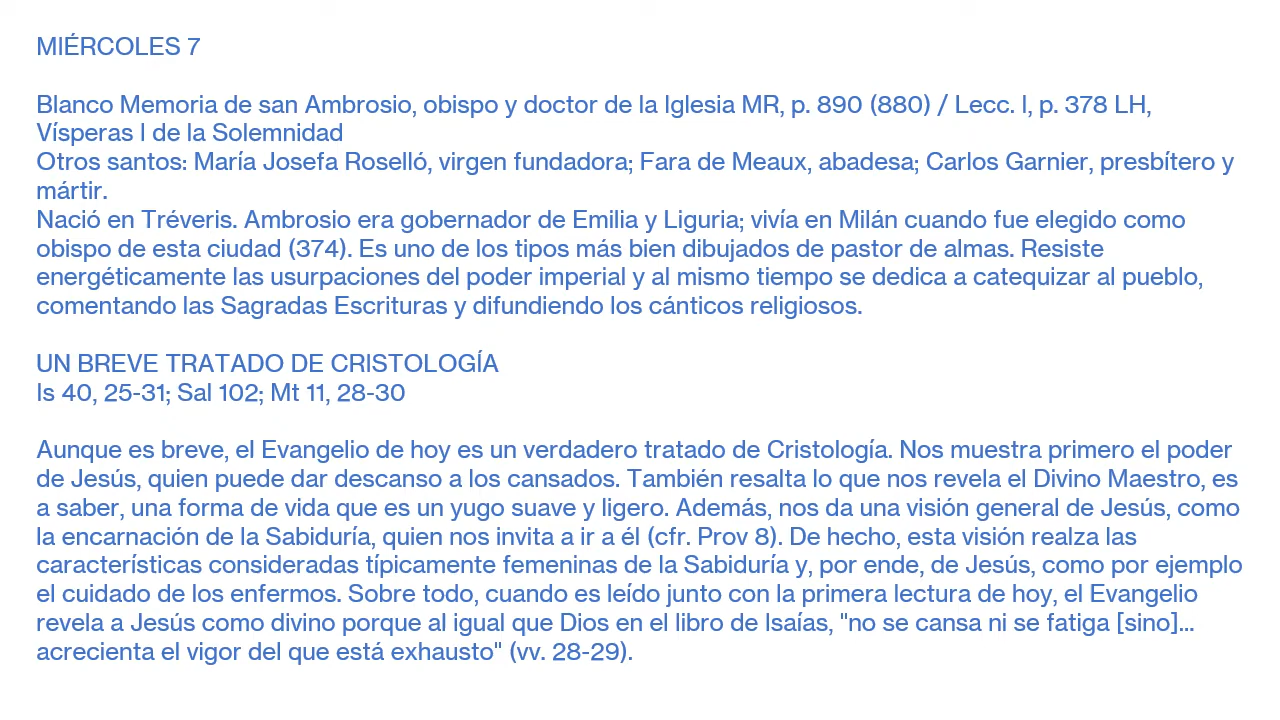 MIÉRCOLES 7
Blanco Memoria de san Ambrosio, obispo y doctor de la Iglesia MR, p. 890 (880) / Lecc. I, p. 378 LH,
Vísperas I de la Solemnidad
Otros santos: María Josefa Roselló, virgen fundadora; Fara de Meaux, abadesa; Carlos Garnier, presbítero y
mártir.
Nació en Tréveris. Ambrosio era gobernador de Emilia y Liguria; vivía en Milán cuando fue elegido como
obispo de esta ciudad (374). Es uno de los tipos más bien dibujados de pastor de almas. Resiste
energéticamente las usurpaciones del poder imperial y al mismo tiempo se dedica a catequizar al pueblo,
comentando las Sagradas Escrituras y difundiendo los cánticos religiosos.
UN BREVE TRATADO DE CRISTOLOGÍA
Is 40, 25-31; Sal 102; Mt 11, 28-30
Aunque es breve, el Evangelio de hoy es un verdadero tratado de Cristología. Nos muestra primero el poder
de Jesús, quien puede dar descanso a los cansados. También resalta lo que nos revela el Divino Maestro, es
a saber, una forma de vida que es un yugo suave y ligero. Además, nos da una visión general de Jesús, como
la encarnación de la Sabiduría, quien nos invita a ir a él (cfr. Prov 8). De hecho, esta visión realza las
características consideradas típicamente femeninas de la Sabiduría y, por ende, de Jesús, como por ejemplo
el cuidado de los enfermos. Sobre todo, cuando es leído junto con la primera lectura de hoy, el Evangelio
revela a Jesús como divino porque al igual que Dios en el libro de Isaías, "no se cansa ni se fatiga [sino]...
acrecienta el vigor del que está exhausto" (vv. 28-29).